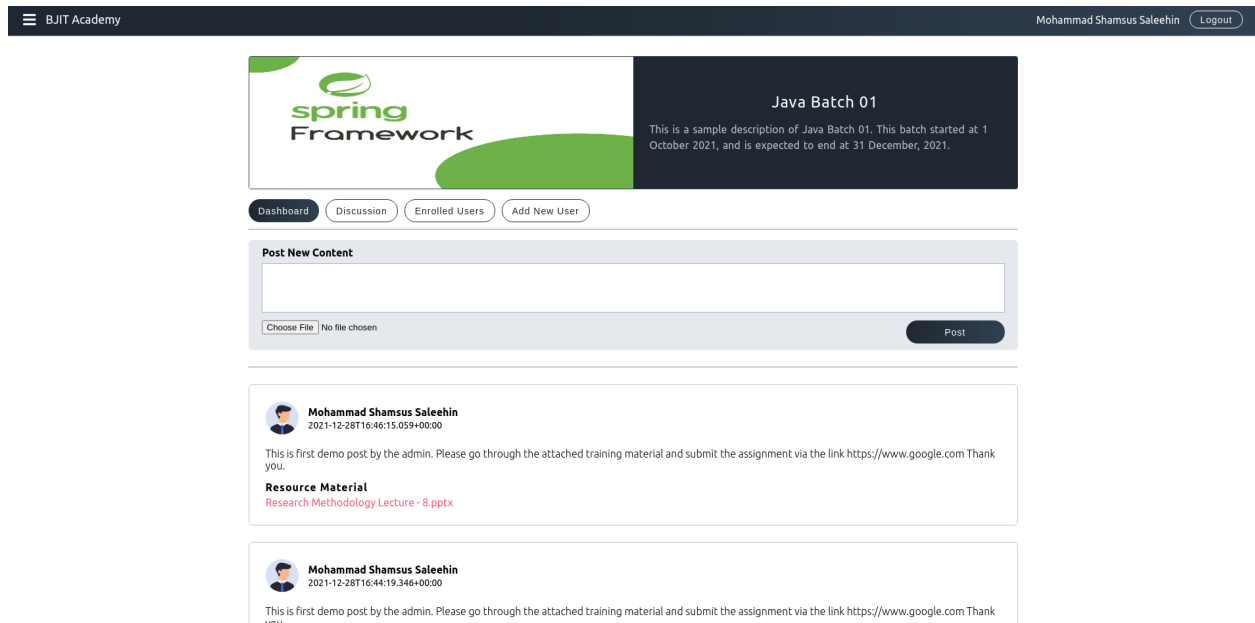 BJIT Academy
Mohammad Shamsus Saleehin Logout
spring
Framework
Java Batch 01
This is a sample description of Java Batch 01. This batch started at 1
October 2021, and is expected to end at 31 December, 2021.
Dashboard Discussion Enrolled Users Add New User
Post New Content
Choose File No file chosen
Post
Mohammad Shamsus Saleehin
2021-12-28T16:46:15.059+00:00
This is first demo post by the admin. Please go through the attached training material and submit the assignment via the link https://www.google.com Thank
you.
Resource Material
Research Methodology Lecture - 8.pptx
Mohammad Shamsus Saleehin
2021-12-28T16:44:19.346+00:00
This is first demo post by the admin. Please go through the attached training material and submit the assignment via the link https://www.google.com Thank